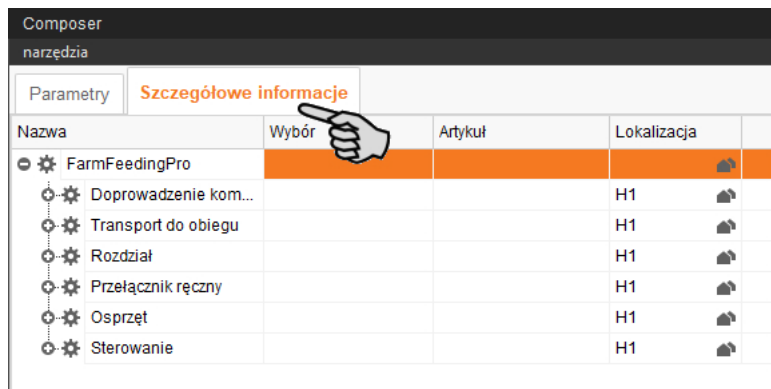 Composer
narzędzia
Parametry Szczegółowe informacje
Nazwa Wybór Artykuł Lokalizacja
FarmFeedingPro
Doprowadzenie kom... H1
Transport do obiegu H1
Rozdział H1
Przełącznik ręczny H1
Osprzęt H1
Sterowanie H1